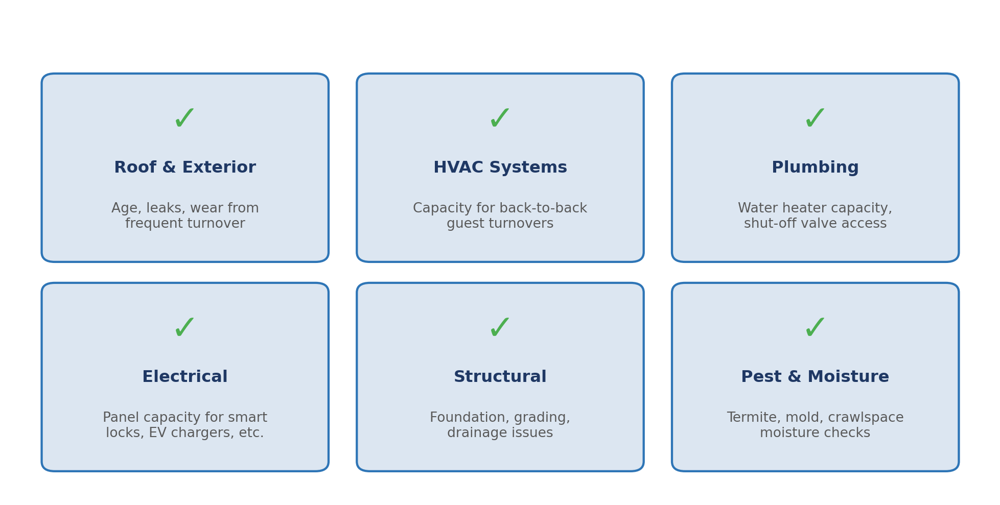 ✓
Roof & Exterior
Age, leaks, wear from
frequent turnover
✓
HVAC Systems
Capacity for back-to-back
guest turnovers
✓
Plumbing
Water heater capacity,
shut-off valve access
✓
Electrical
Panel capacity for smart
locks, EV chargers, etc.
✓
Structural
Foundation, grading,
drainage issues
✓
Pest & Moisture
Termite, mold, crawlspace
moisture checks